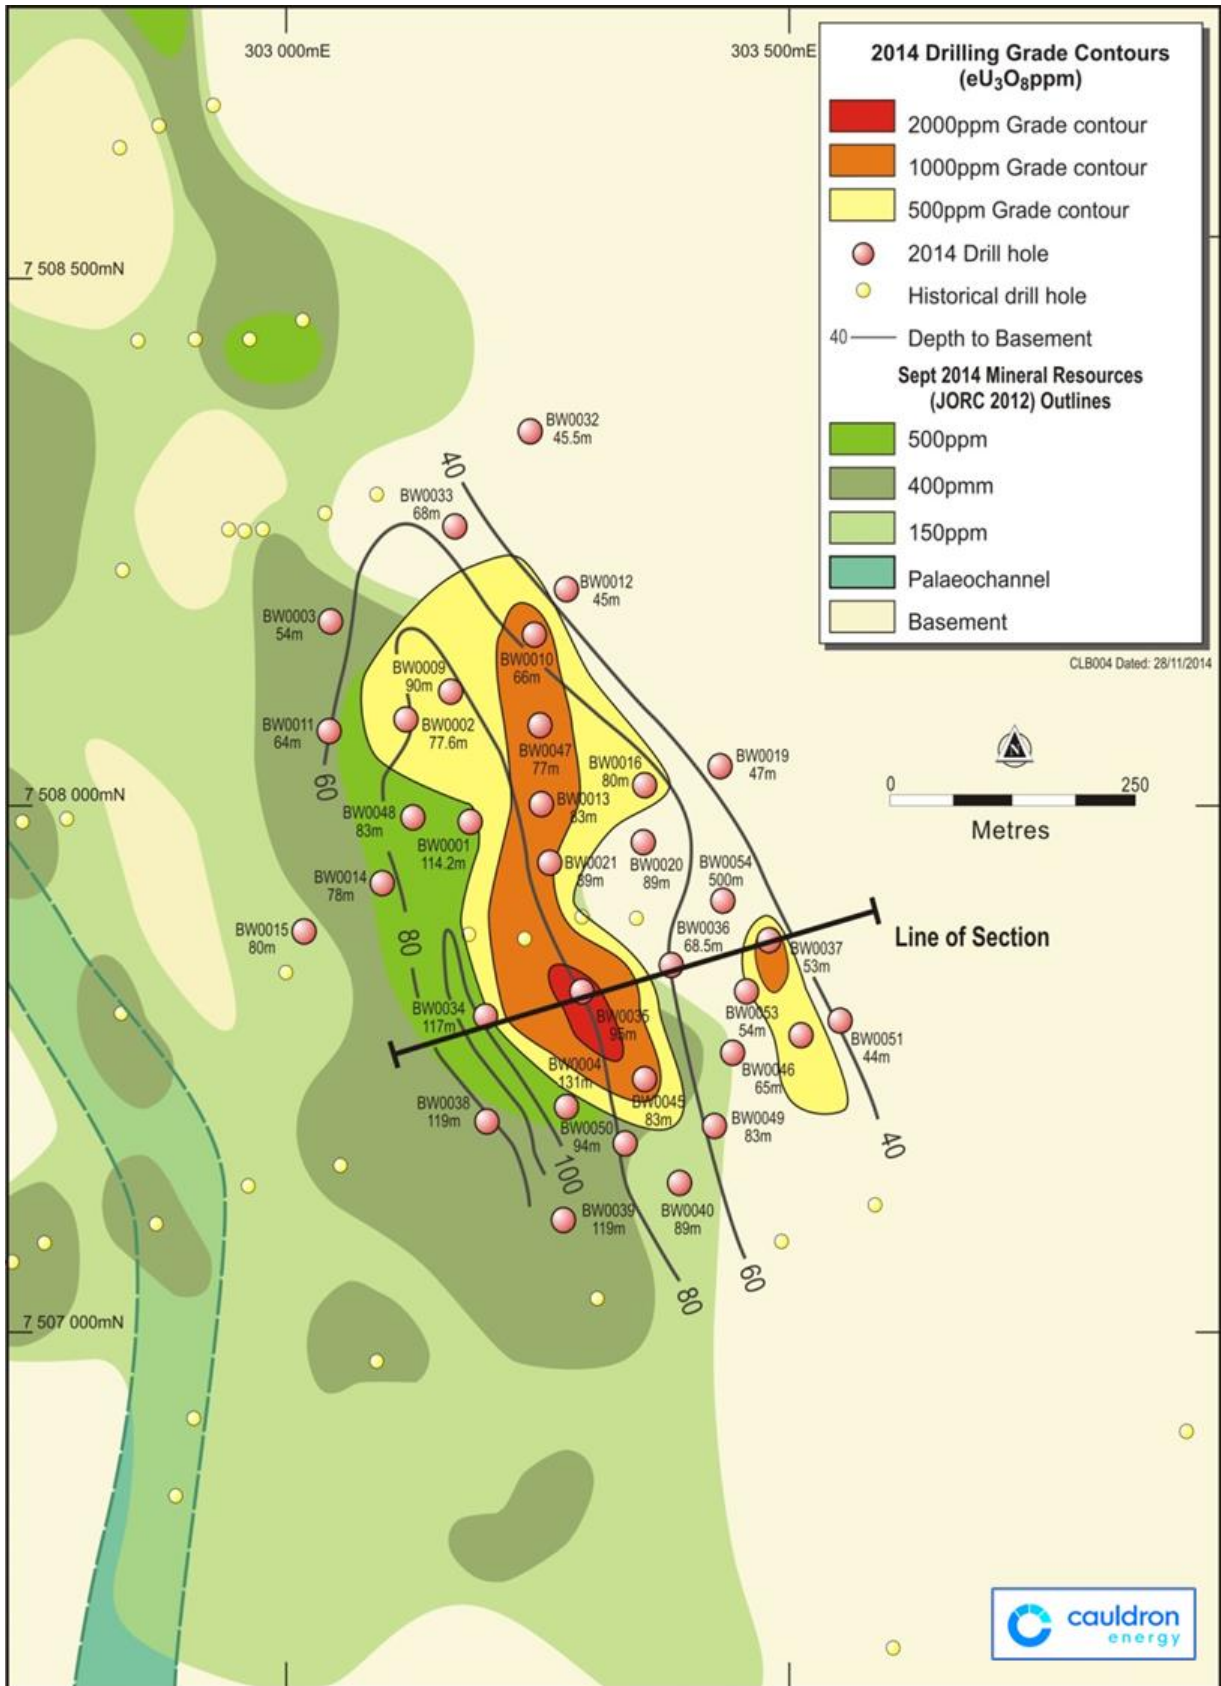 303 000mE
303 500mE
2014 Drilling Grade Contours
(eU₃O₈ppm)
2000ppm Grade contour
1000ppm Grade contour
500ppm Grade contour
2014 Drill hole
Historical drill hole
40
Depth to Basement
Sept 2014 Mineral Resources
(JORC 2012) Outlines
500ppm
400pmm
150ppm
Palaeochannel
Basement
CLB004 Dated: 28/11/2014
7 508 500mN
BW0032
45.5m
40
BW0033
68m
BW0012
45m
BW0003
54m
BW0010
66m
BW0009
90m
BW0002
77.6m
BW0011
64m
60
BW0047
77m
BW0016
80m
BW0019
47m
N
0
250
Metres
7 508 000mN
BW0048
83m
BW0001
114.2m
BW0013
83m
BW0014
78m
BW0021
89m
BW0020
89m
BW0054
500m
BW0015
80m
80
BW0036
68.5m
Line of Section
BW0037
53m
BW0034
117m
BW0035
95m
BW0053
54m
BW0051
44m
BW0004
131m
BW0046
65m
BW0045
83m
BW0038
119m
BW0050
94m
BW0049
83m
40
100
BW0039
119m
BW0040
89m
80
60
7 507 000mN
cauldron
energy